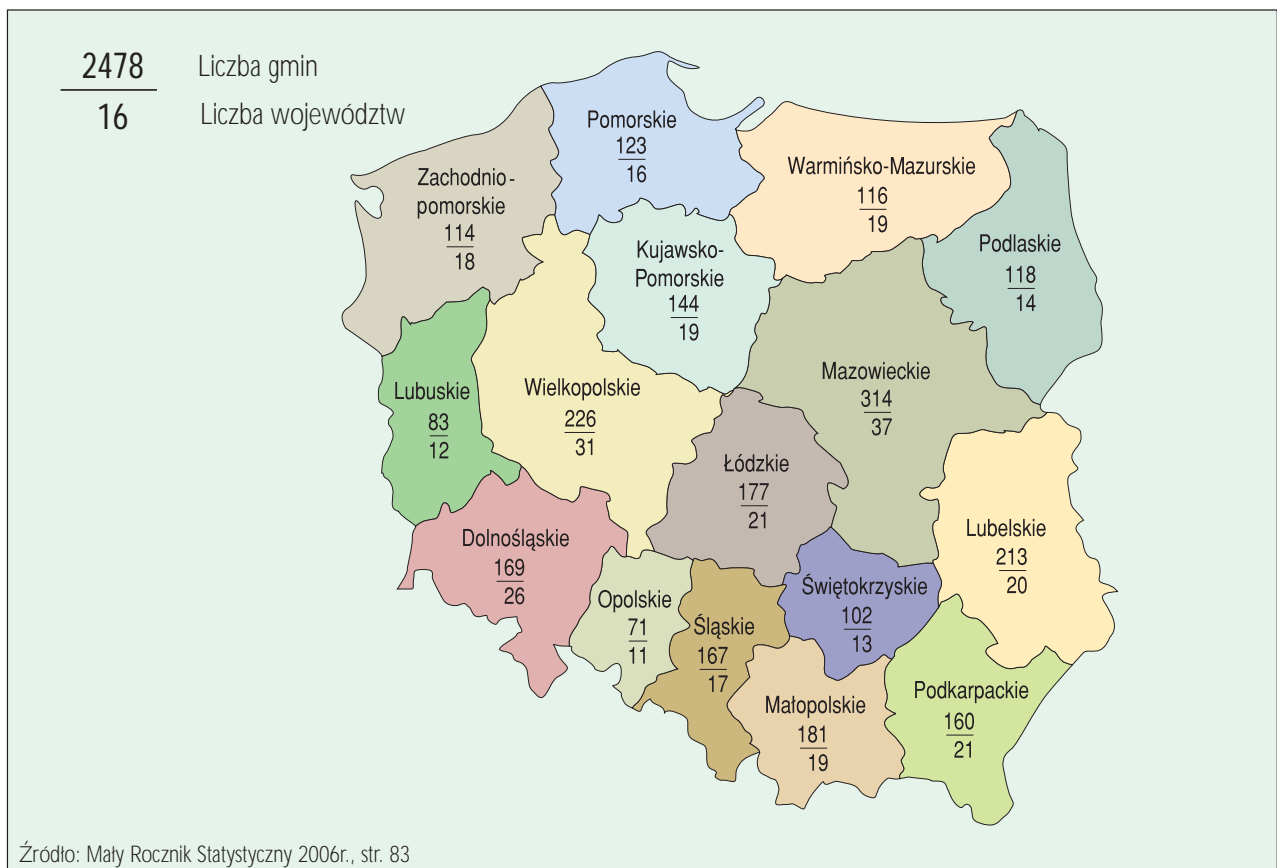 2478 Liczba gmin
16 Liczba województw
Pomorskie
123
16
Warmińsko-Mazurskie
116
19
Zachodnio-
pomorskie
114
18
Podlaskie
118
14
Kujawsko-
Pomorskie
144
19
Mazowieckie
314
37
Lubuskie
83
12
Wielkopolskie
226
31
Łódzkie
177
21
Lubelskie
213
20
Dolnośląskie
169
26
Opolskie
71
11
Śląskie
167
17
Świętokrzyskie
102
13
Małopolskie
181
19
Podkarpackie
160
21
Źródło: Mały Rocznik Statystyczny 2006r., str. 83